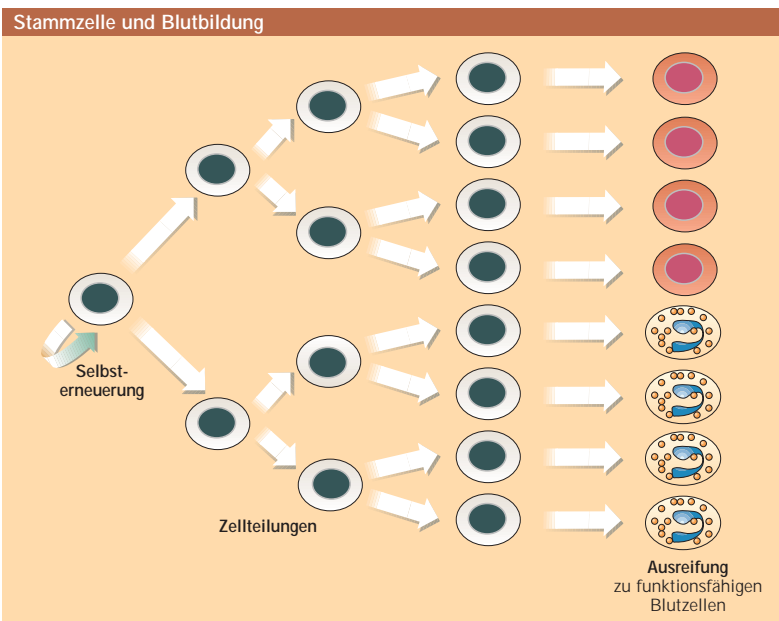 Stammzelle und Blutbildung
Selbst-
erneuerung
Zellteilungen
Ausreifung
zu funktionsfähigen
Blutzellen